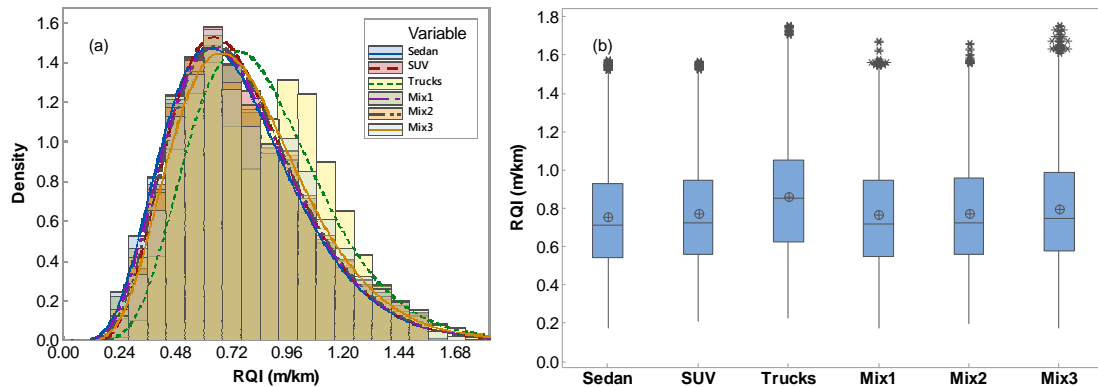 (a)
Density
1.6
1.4
1.2
1.0
0.8
0.6
0.4
0.2
0.0
0.00 0.24 0.48 0.72 0.96 1.20 1.44 1.68
RQI (m/km)
Variable
Sedan
SUV
Trucks
Mix1
Mix2
Mix3
(b)
RQI (m/km)
1.8
1.6
1.4
1.2
1.0
0.8
0.6
0.4
0.2
0.0
Sedan SUV Trucks Mix1 Mix2 Mix3